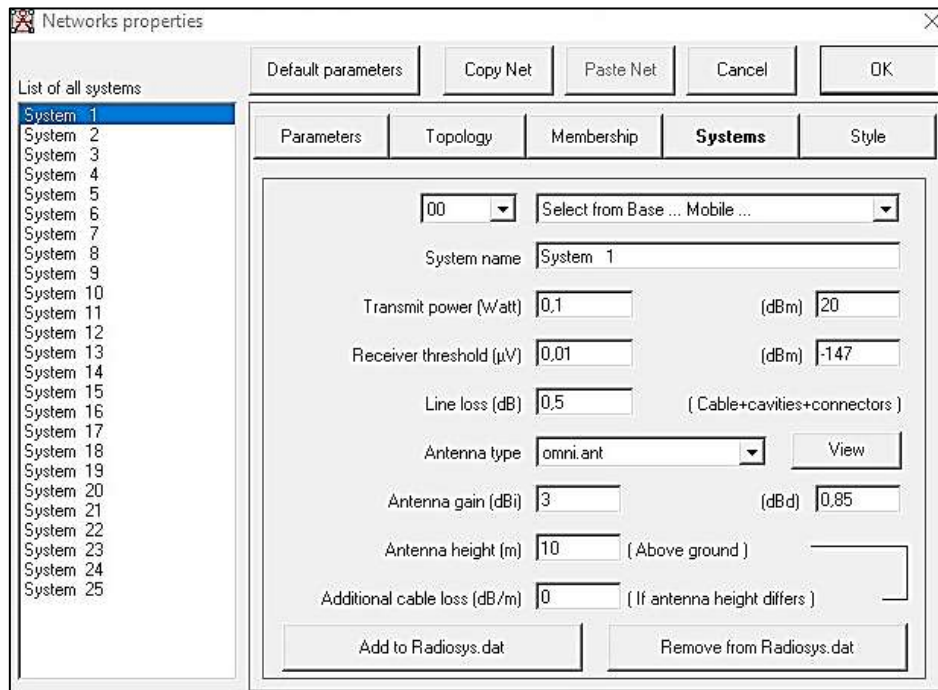 Networks properties
Default parameters Copy Net Paste Net Cancel OK
List of all systems
System 1
System 2
System 3
System 4
System 5
System 6
System 7
System 8
System 9
System 10
System 11
System 12
System 13
System 14
System 15
System 16
System 17
System 18
System 19
System 20
System 21
System 22
System 23
System 24
System 25
Parameters Topology Membership Systems Style
00 Select from Base ... Mobile ...
System name System 1
Transmit power (Watt) 0,1 (dBm) 20
Receiver threshold (µV) 0,01 (dBm) -147
Line loss (dB) 0,5 ( Cable+cavities+connectors )
Antenna type omni.ant View
Antenna gain (dBi) 3 (dBd) 0,85
Antenna height (m) 10 ( Above ground )
Additional cable loss (dB/m) 0 ( If antenna height differs )
Add to Radiosys.dat Remove from Radiosys.dat